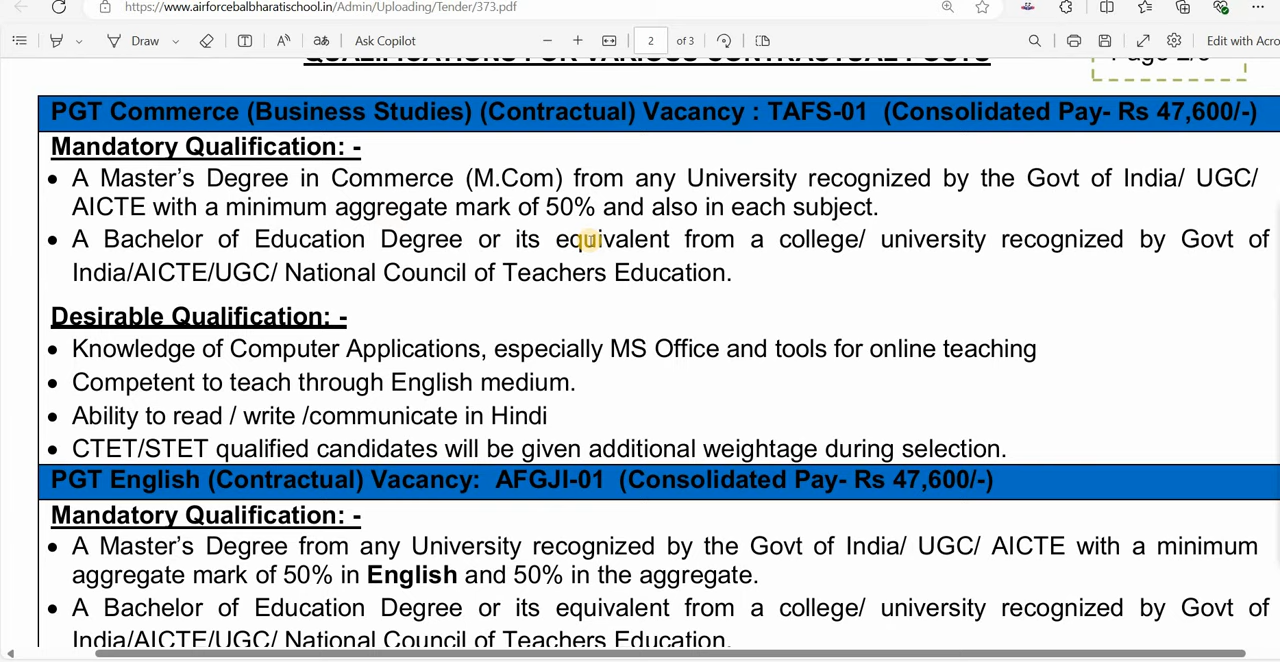 https://www.airforcebalbharatischool.in/Admin/Uploading/Tender/373.pdf
Draw aあ Ask Copilot 2 of 3 Edit with Acro
QUALIFICATIONS FOR VARIOUS CONTRACTUAL POSTS
PGT Commerce (Business Studies) (Contractual) Vacancy : TAFS-01 (Consolidated Pay- Rs 47,600/-)
Mandatory Qualification: -
• A Master's Degree in Commerce (M.Com) from any University recognized by the Govt of India/ UGC/
AICTE with a minimum aggregate mark of 50% and also in each subject.
• A Bachelor of Education Degree or its equivalent from a college/ university recognized by Govt of
India/AICTE/UGC/ National Council of Teachers Education.
Desirable Qualification: -
• Knowledge of Computer Applications, especially MS Office and tools for online teaching
• Competent to teach through English medium.
• Ability to read / write /communicate in Hindi
• CTET/STET qualified candidates will be given additional weightage during selection.
PGT English (Contractual) Vacancy: AFGJI-01 (Consolidated Pay- Rs 47,600/-)
Mandatory Qualification: -
• A Master's Degree from any University recognized by the Govt of India/ UGC/ AICTE with a minimum
aggregate mark of 50% in English and 50% in the aggregate.
• A Bachelor of Education Degree or its equivalent from a college/ university recognized by Govt of
India/AICTE/UGC/ National Council of Teachers Education.